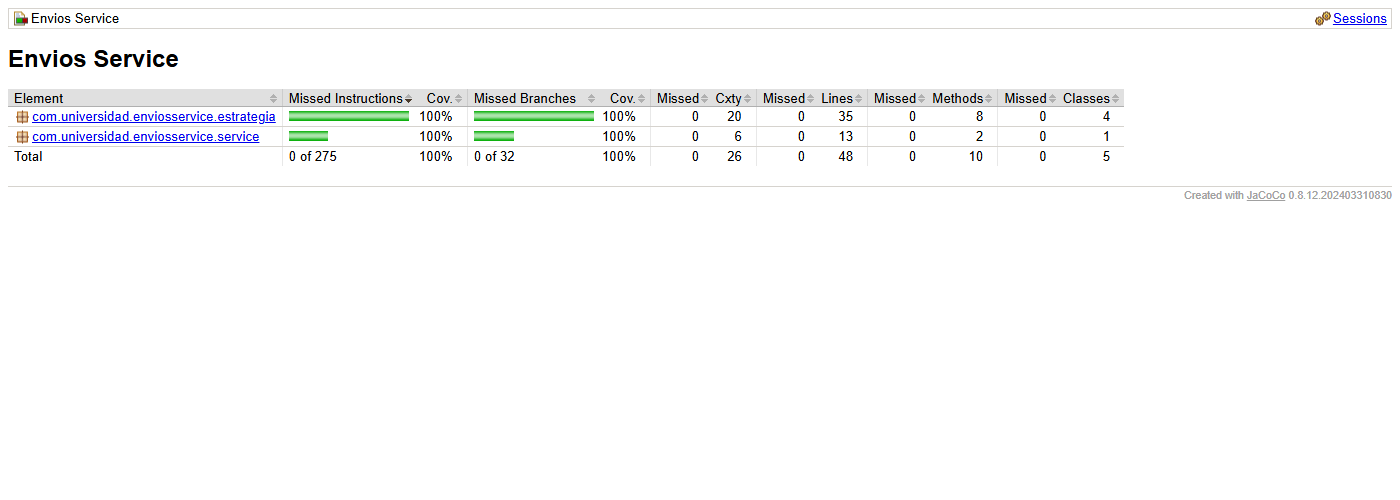 Envios Service Sessions
Envios Service
Element Missed Instructions Cov. Missed Branches Cov. Missed Cxty Missed Lines Missed Methods Missed Classes
com.universidad.enviosservice.estrategia 100% 100% 0 20 0 35 0 8 0 4
com.universidad.enviosservice.service 100% 100% 0 6 0 13 0 2 0 1
Total 0 of 275 100% 0 of 32 100% 0 26 0 48 0 10 0 5
Created with JaCoCo 0.8.12.202403310830